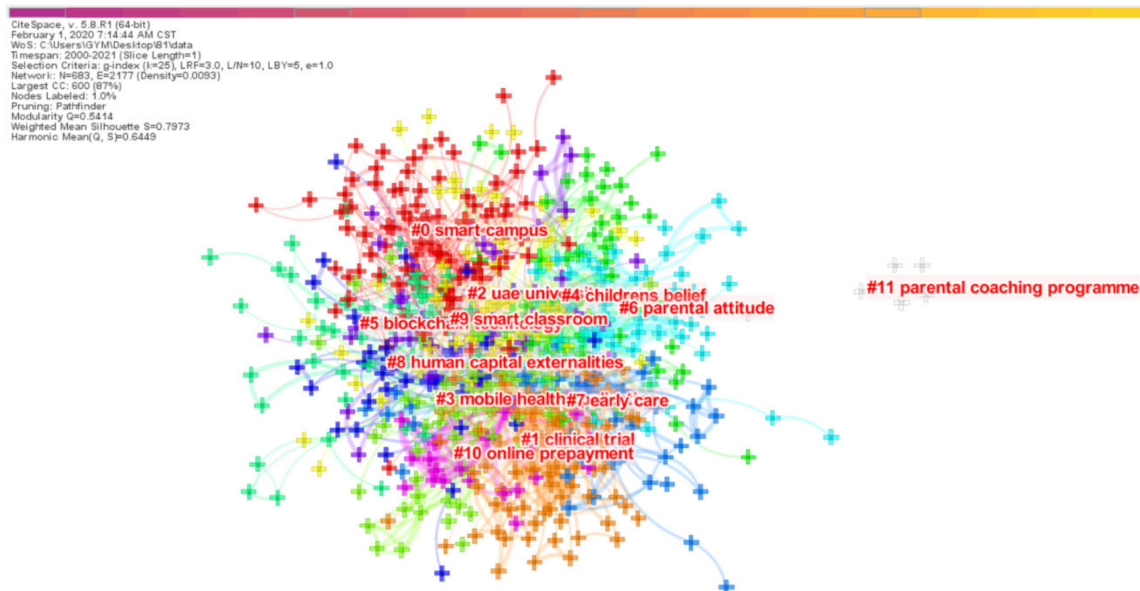 CiteSpace, v. 5.8.R1 (64-bit)
February 1, 2020 7:14:44 AM CST
WoS: C:\Users\GYM\Desktop\81\data
Timespan: 2000-2021 (Slice Length=1)
Selection Criteria: g-index (k=25), LRF=3.0, L/N=10, LBY=5, e=1.0
Network: N=683, E=2177 (Density=0.0093)
Largest CC: 600 (87%)
Nodes Labeled: 1.0%
Pruning: Pathfinder
Modularity Q=0.5414
Weighted Mean Silhouette S=0.7973
Harmonic Mean(Q, S)=0.6449
#0 smart campus
#11 parental coaching programme
#2 uae
#4 childrens belief
#6 parental attitude
#9 smart classroom
#5
#8 human capital externalities
#3 mobile health
#7 early care
#1 clinical trial
#10 online prepayment